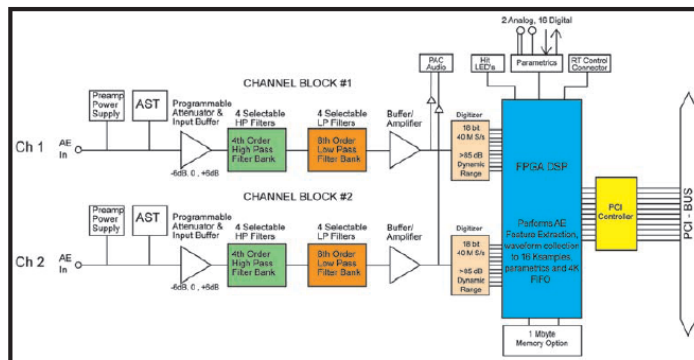 2 Analog, 16 Digital
PAC
Audio
Hit
LED's
Parametrics
RT Control
Connector
CHANNEL BLOCK #1
Preamp
Power
Supply
AST
Programmable
Attenuator &
Input Buffer
4 Selectable
HP Filters
4 Selectable
LP Filters
Buffer/
Amplifier
Digitizer
Ch 1
AE
In
-6dB, 0, +6dB
4th Order
High Pass
Filter Bank
8th Order
Low Pass
Filter Bank
18 bit
40 M S/s
>85 dB
Dynamic
Range
FPGA DSP
Performs AE
Feature Extraction,
waveform collection
to 16 Ksamples,
parametrics and 4K
FIFO
PCI
Controller
PCI - BUS
CHANNEL BLOCK #2
Preamp
Power
Supply
AST
Programmable
Attenuator &
Input Buffer
4 Selectable
HP Filters
4 Selectable
LP Filters
Buffer/
Amplifier
Digitizer
Ch 2
AE
In
-6dB, 0, +6dB
4th Order
High Pass
Filter Bank
8th Order
Low Pass
Filter Bank
18 bit
40 M S/s
>85 dB
Dynamic
Range
1 Mbyte
Memory Option